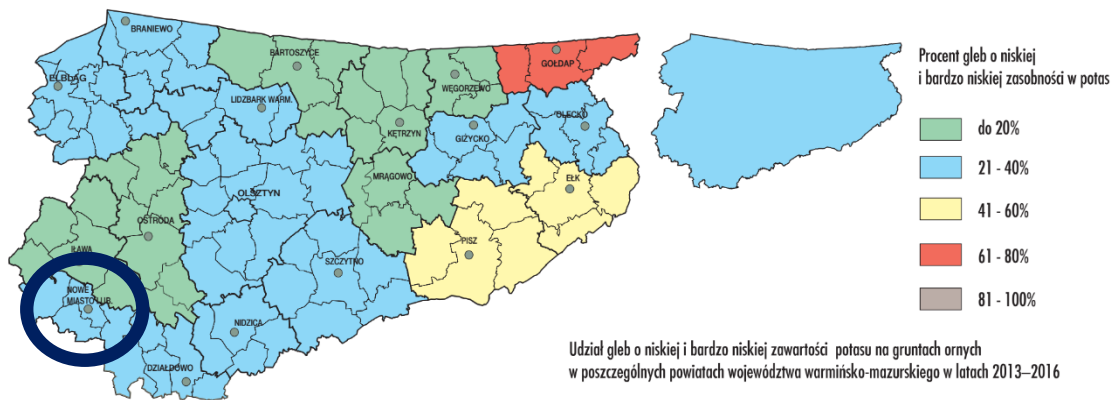 BRANIEWO
BARTOSZYCE
GOŁDAP
ELBLĄG
WĘGORZEWO
LIDZBARK WARM.
OLECKO
KĘTRZYN
GIŻYCKO
MRĄGOWO
EŁK
OLSZTYN
OSTRÓDA
PISZ
IŁAWA
SZCZYTNO
NOWE
MIASTO LUB.
NIDZICA
DZIAŁDOWO
Procent gleb o niskiej
i bardzo niskiej zasobności w potas
do 20%
21 - 40%
41 - 60%
61 - 80%
81 - 100%
Udział gleb o niskiej i bardzo niskiej zawartości potasu na gruntach ornych
w poszczególnych powiatach województwa warmińsko-mazurskiego w latach 2013–2016